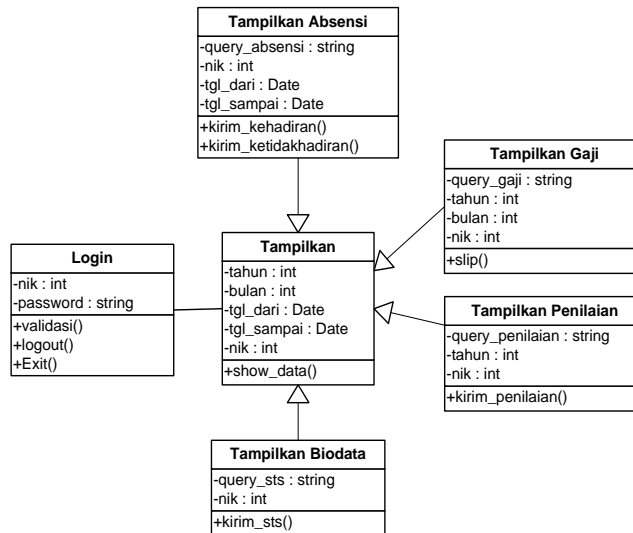 Tampilkan Absensi
-query_absensi : string
-nik : int
-tgl_dari : Date
-tgl_sampai : Date
+kirim_kehadiran()
+kirim_ketidakhadiran()
Tampilkan Gaji
-query_gaji : string
-tahun : int
-bulan : int
-nik : int
+slip()
Login
-nik : int
-password : string
+validasi()
+logout()
+Exit()
Tampilkan
-tahun : int
-bulan : int
-tgl_dari : Date
-tgl_sampai : Date
-nik : int
+show_data()
Tampilkan Penilaian
-query_penilaian : string
-tahun : int
-nik : int
+kirim_penilaian()
Tampilkan Biodata
-query_sts : string
-nik : int
+kirim_sts()